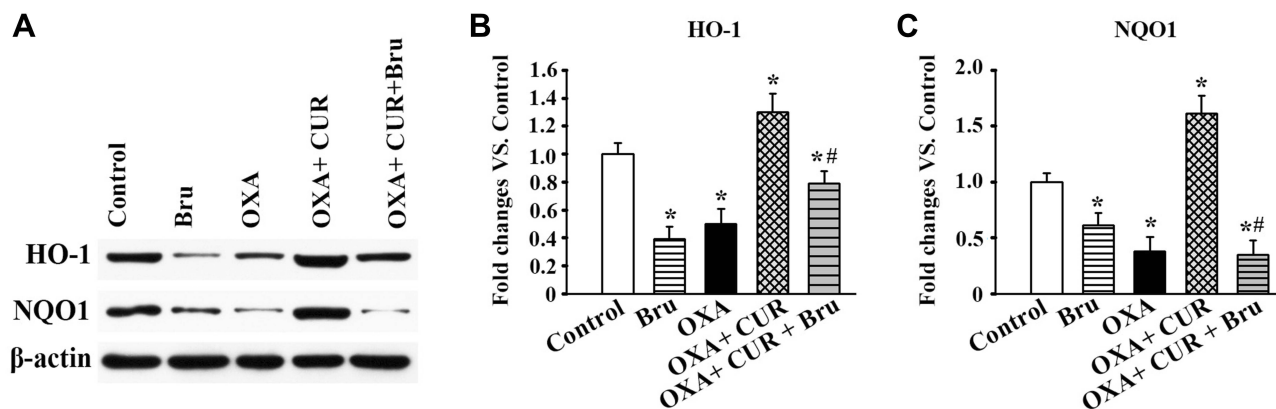 A
Control
Bru
OXA
OXA+ CUR
OXA+ CUR+Bru
HO-1
NQO1
β-actin
B
HO-1
Fold changes VS. Control
1.6
1.4
1.2
1.0
0.8
0.6
0.4
0.2
0
*
*
*
*#
Control
Bru
OXA
OXA+ CUR
OXA+ CUR + Bru
C
NQO1
Fold changes VS. Control
2.0
1.5
1.0
0.5
0
*
*
*
*#
Control
Bru
OXA
OXA+ CUR
OXA+ CUR + Bru